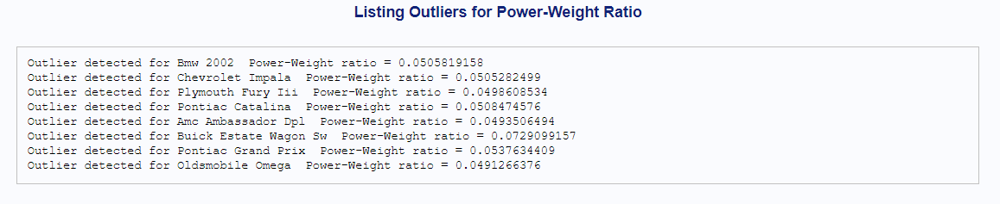 Listing Outliers for Power-Weight Ratio
Outlier detected for Bmw 2002  Power-Weight ratio = 0.0505819158
Outlier detected for Chevrolet Impala  Power-Weight ratio = 0.0505282499
Outlier detected for Plymouth Fury Iii  Power-Weight ratio = 0.0498608534
Outlier detected for Pontiac Catalina  Power-Weight ratio = 0.0508474576
Outlier detected for Amc Ambassador Dpl  Power-Weight ratio = 0.0493506494
Outlier detected for Buick Estate Wagon Sw  Power-Weight ratio = 0.0729099157
Outlier detected for Pontiac Grand Prix  Power-Weight ratio = 0.0537634409
Outlier detected for Oldsmobile Omega  Power-Weight ratio = 0.0491266376